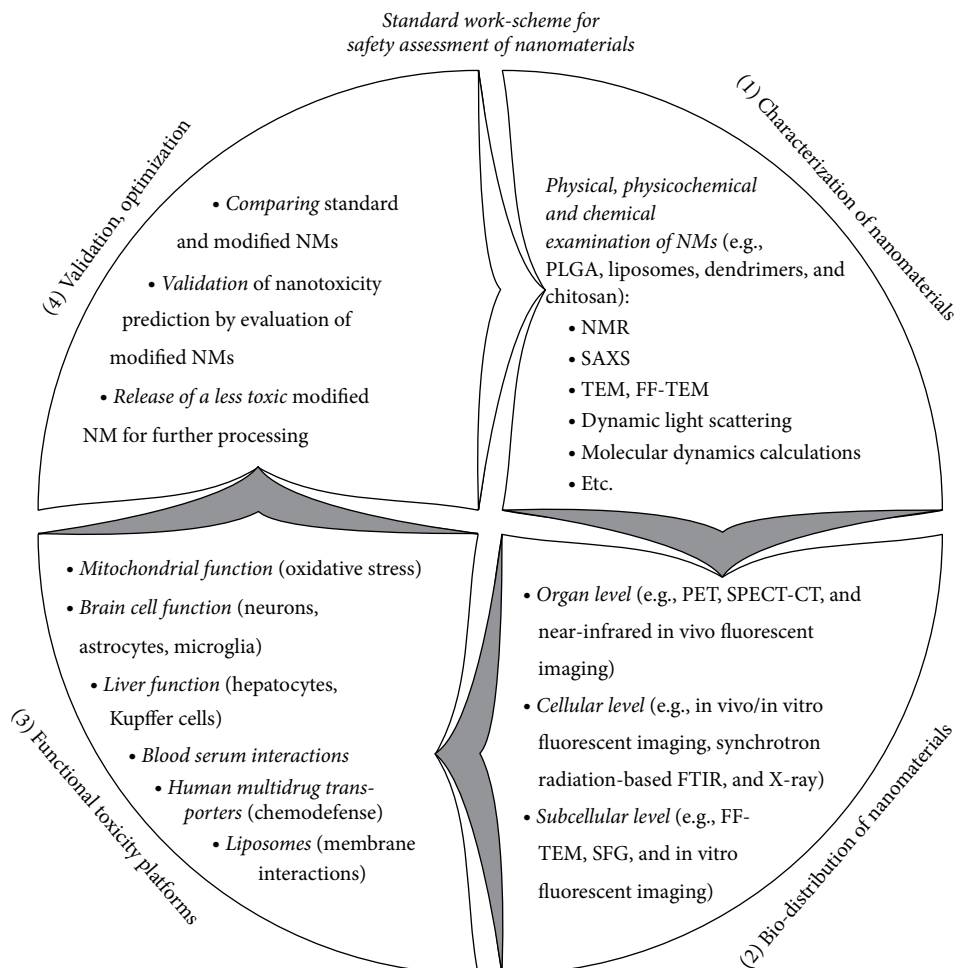 Standard work-scheme for
safety assessment of nanomaterials
(1) Characterization of nanomaterials
Physical, physicochemical
and chemical
examination of NMs (e.g.,
PLGA, liposomes, dendrimers, and
chitosan):
• NMR
• SAXS
• TEM, FF-TEM
• Dynamic light scattering
• Molecular dynamics calculations
• Etc.
(2) Bio-distribution of nanomaterials
• Organ level (e.g., PET, SPECT-CT, and
near-infrared in vivo fluorescent
imaging)
• Cellular level (e.g., in vivo/in vitro
fluorescent imaging, synchrotron
radiation-based FTIR, and X-ray)
• Subcellular level (e.g., FF-
TEM, SFG, and in vitro
fluorescent imaging)
(3) Functional toxicity platforms
• Mitochondrial function (oxidative stress)
• Brain cell function (neurons,
astrocytes, microglia)
• Liver function (hepatocytes,
Kupffer cells)
• Blood serum interactions
• Human multidrug trans-
porters (chemodefense)
• Liposomes (membrane
interactions)
(4) Validation, optimization
• Comparing standard
and modified NMs
• Validation of nanotoxicity
prediction by evaluation of
modified NMs
• Release of a less toxic modified
NM for further processing